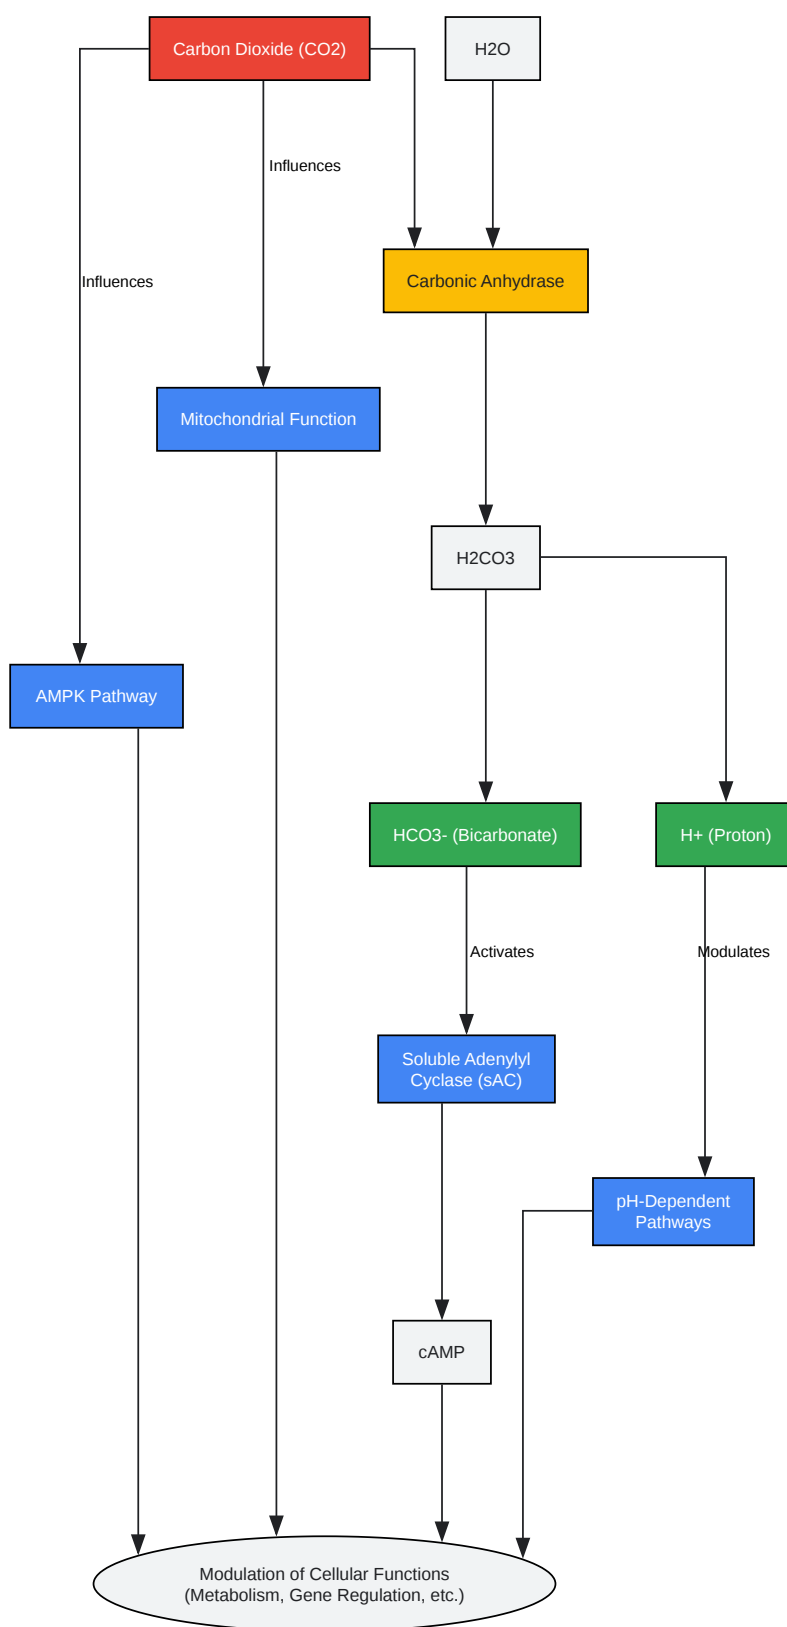 Carbon Dioxide (CO2)
H2O
Influences
Influences
Carbonic Anhydrase
Mitochondrial Function
H2CO3
AMPK Pathway
HCO3- (Bicarbonate)
H+ (Proton)
Activates
Modulates
Soluble Adenylyl
Cyclase (sAC)
pH-Dependent
Pathways
cAMP
Modulation of Cellular Functions
(Metabolism, Gene Regulation, etc.)